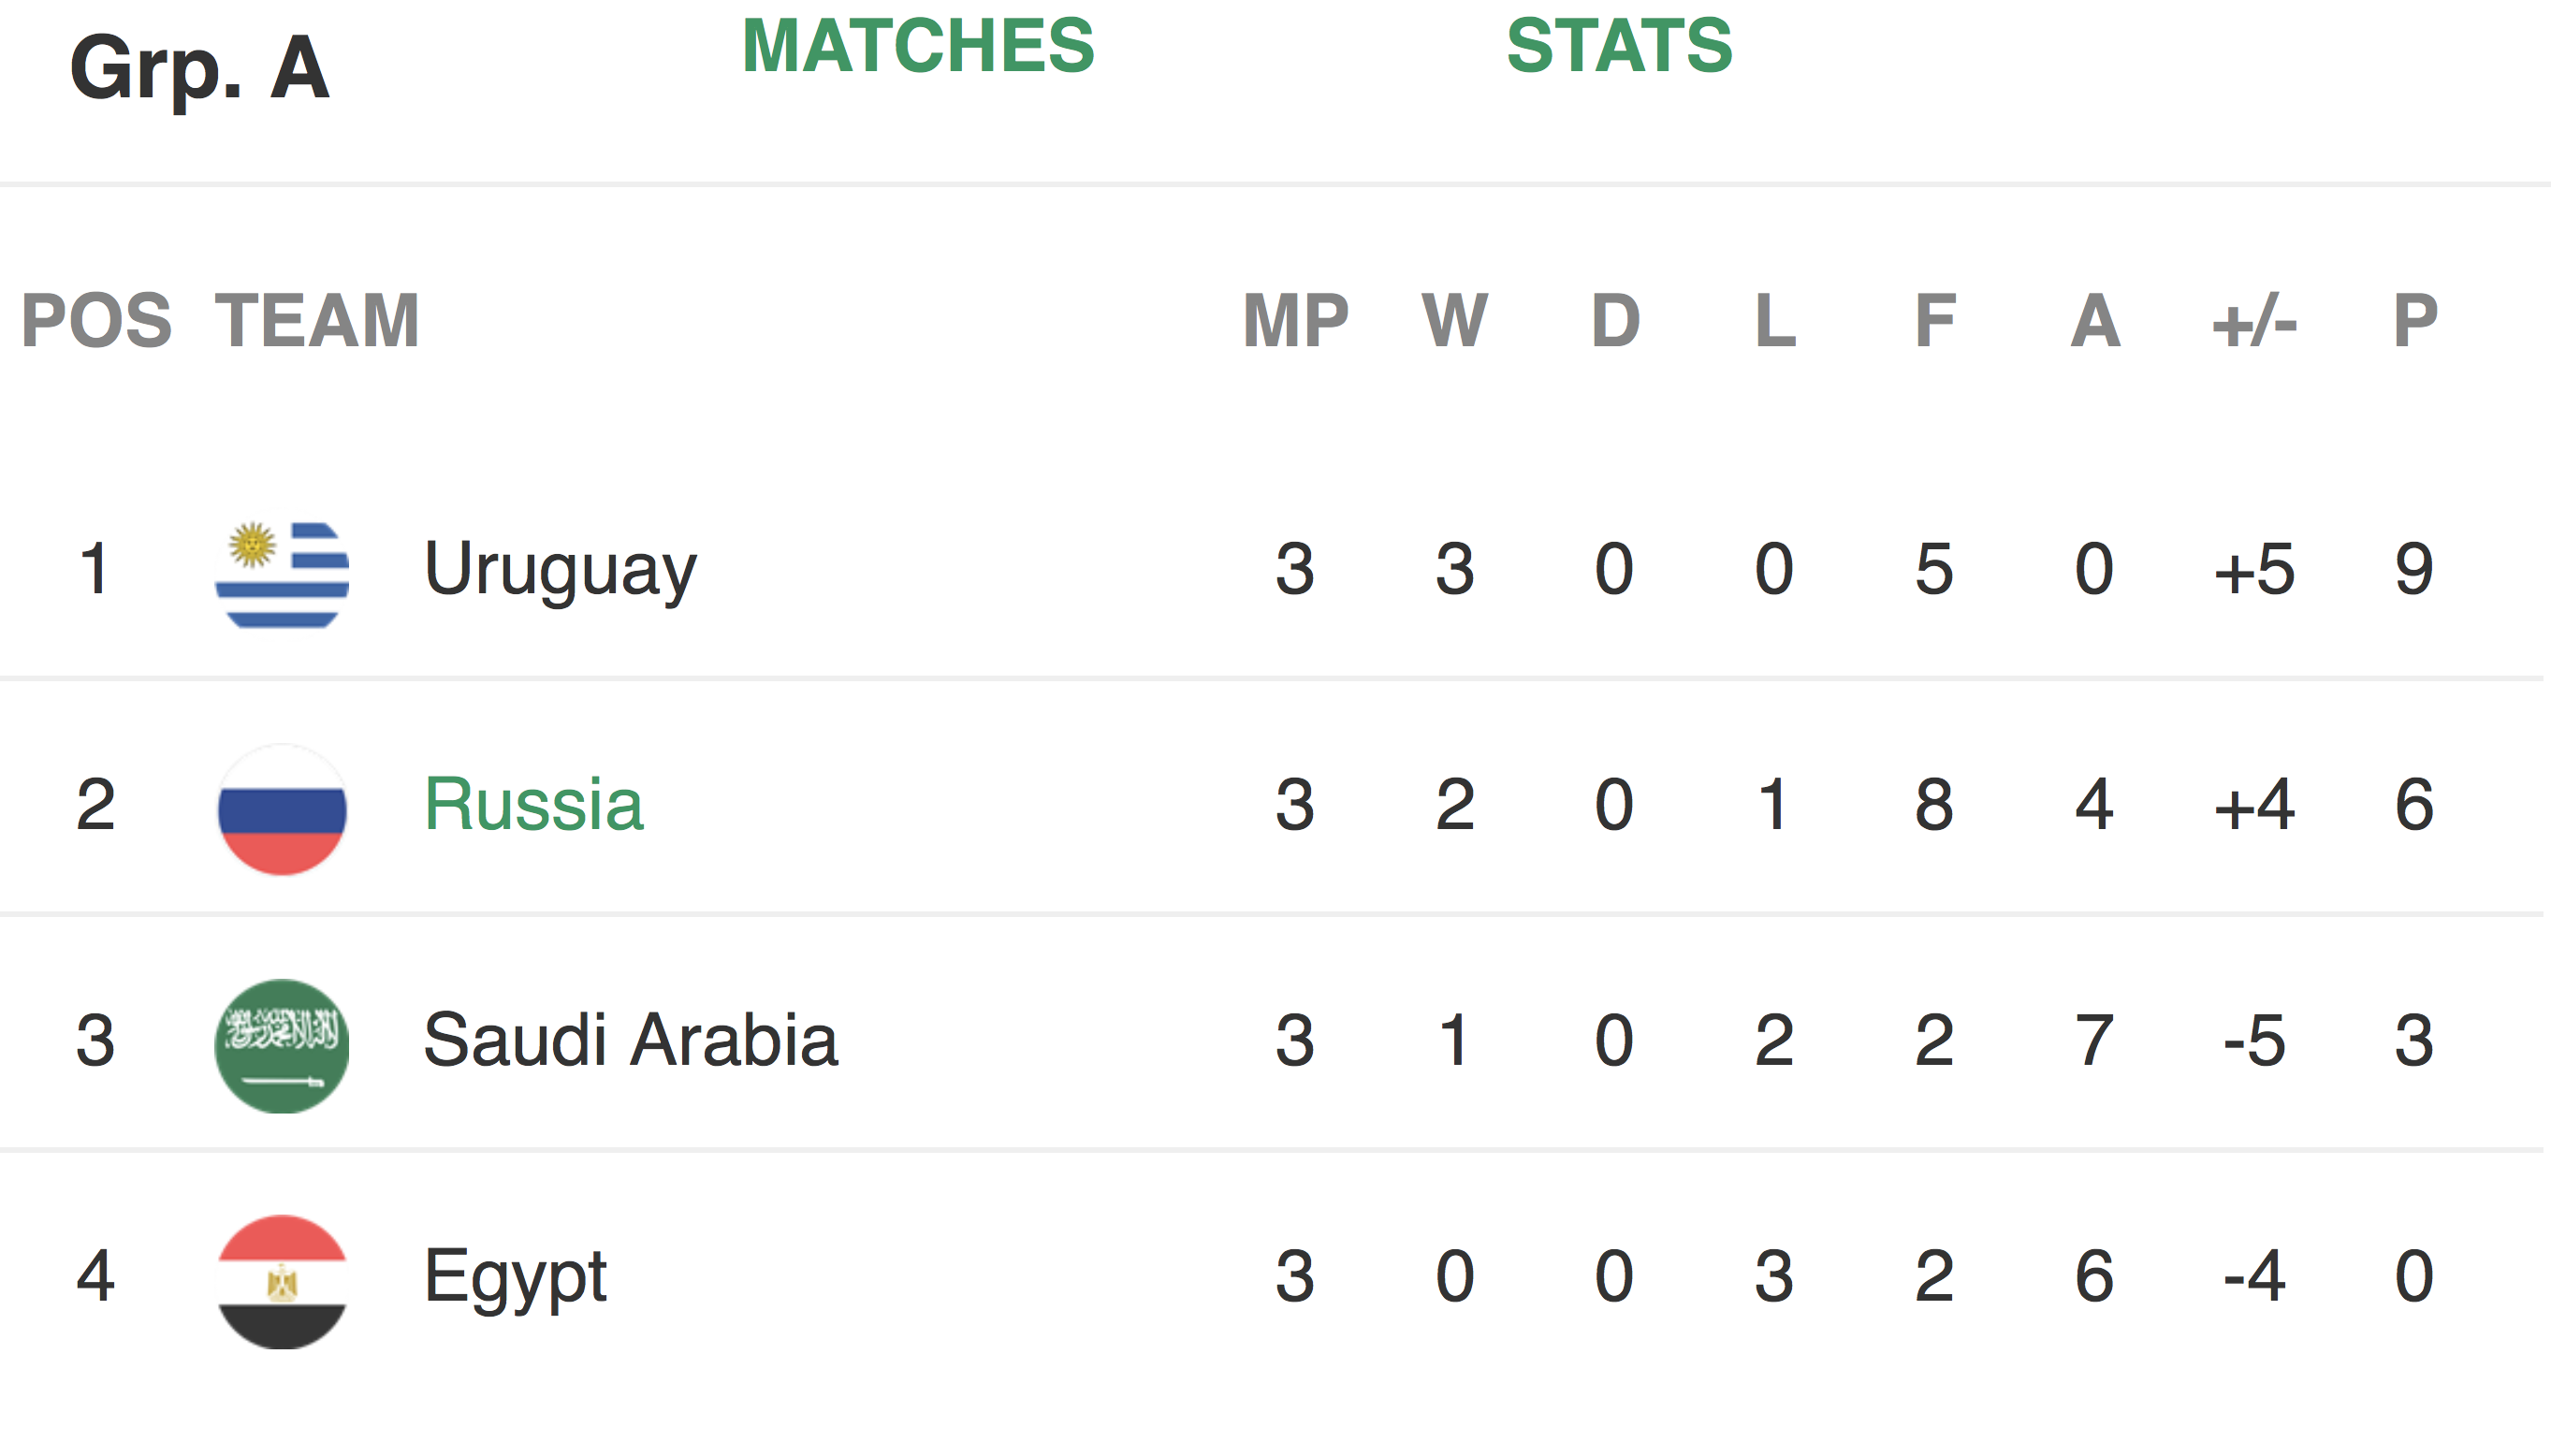 Grp. A MATCHES STATS
POS TEAM MP W D L F A +/- P
1 Uruguay 3 3 0 0 5 0 +5 9
2 Russia 3 2 0 1 8 4 +4 6
3 Saudi Arabia 3 1 0 2 2 7 -5 3
4 Egypt 3 0 0 3 2 6 -4 0